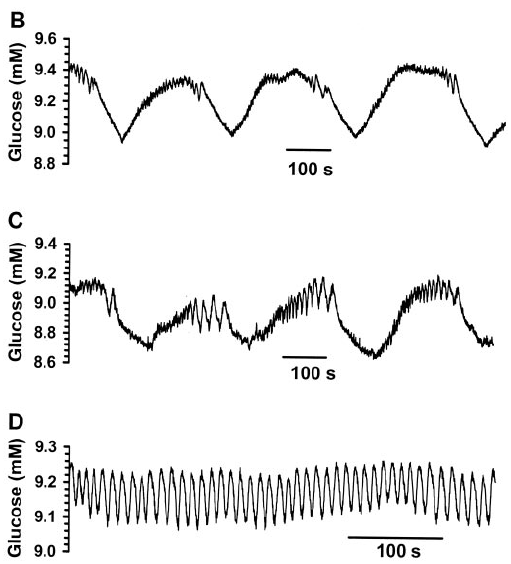 B
Glucose (mM)
9.6
9.4
9.2
9.0
8.8
100 s
C
Glucose (mM)
9.4
9.2
9.0
8.8
8.6
100 s
D
Glucose (mM)
9.3
9.2
9.1
9.0
100 s